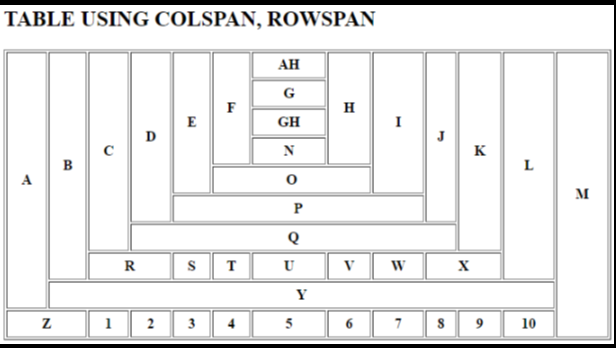 TABLE USING COLSPAN, ROWSPAN
AH
G
F H
E GH I
D J
C N K
B L
A O
M
P
Q
R S T U V W X
Y
Z 1 2 3 4 5 6 7 8 9 10